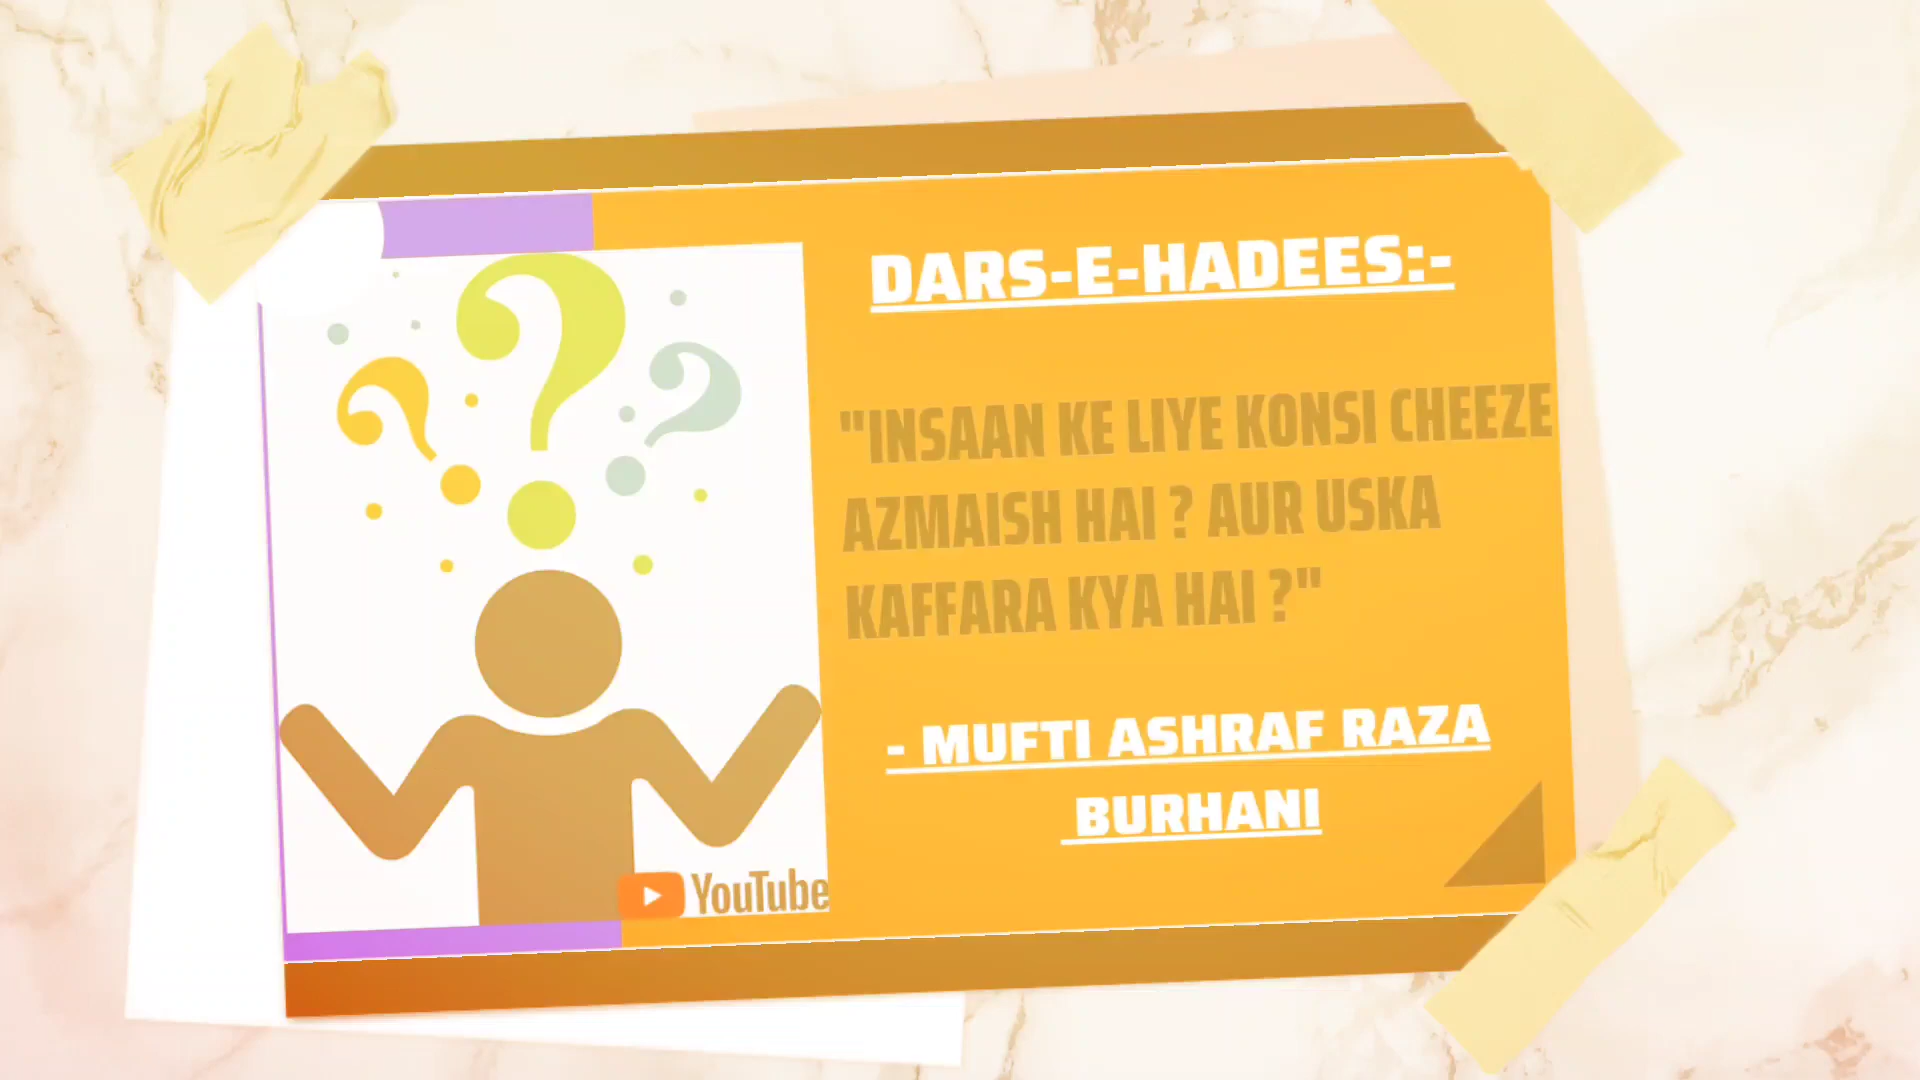 DARS-E-HADEES:-
"INSAAN KE LIYE KONSI CHEEZE
AZMAISH HAI ? AUR USKA
KAFFARA KYA HAI ?"
- MUFTI ASHRAF RAZA
BURHANI
YouTube